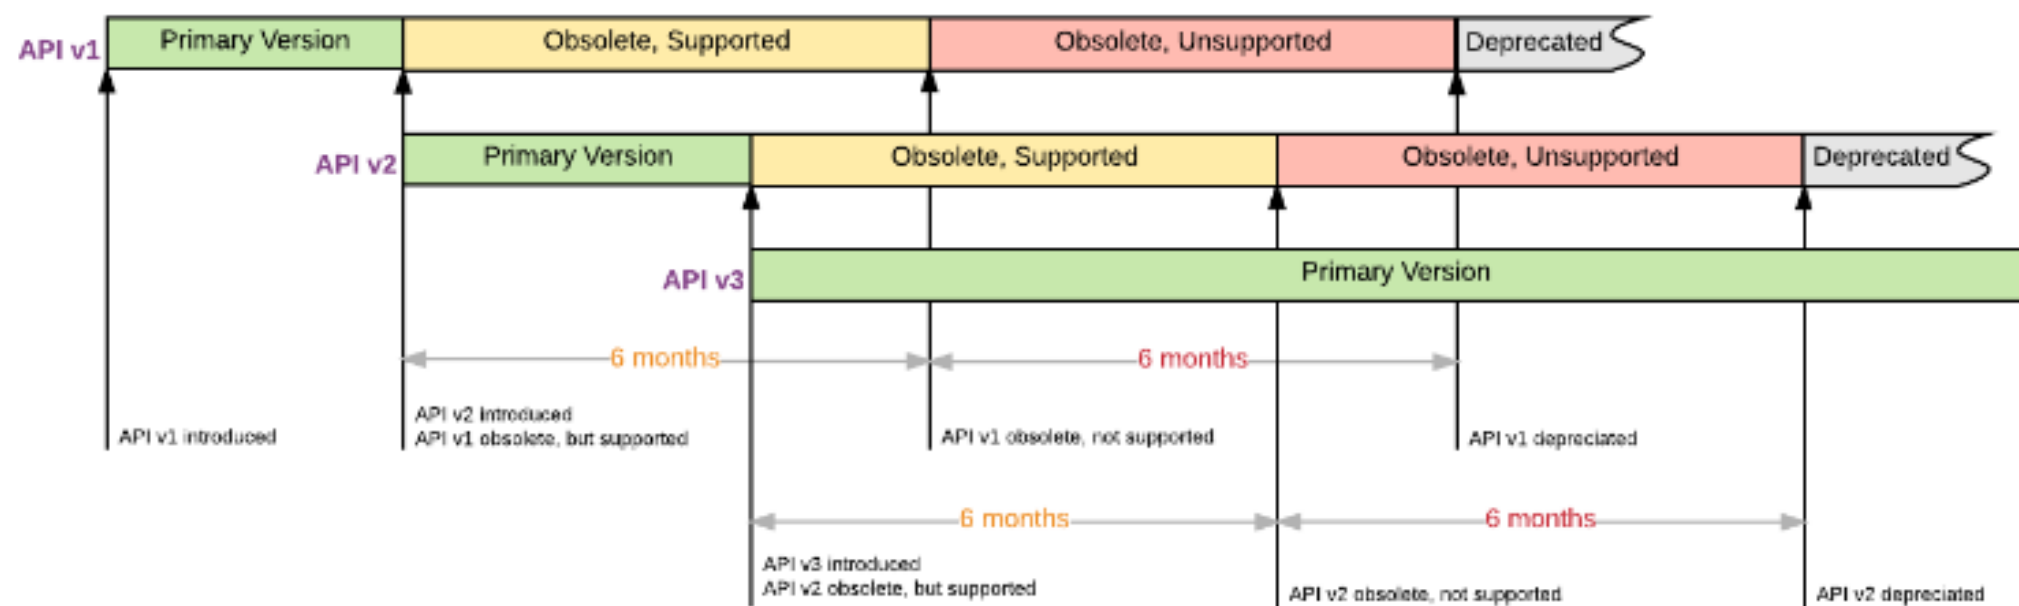 API v1 Primary Version Obsolete, Supported Obsolete, Unsupported Deprecated
API v2 Primary Version Obsolete, Supported Obsolete, Unsupported Deprecated
API v3 Primary Version
6 months 6 months
API v1 introduced
API v2 introduced
API v1 obsolete, but supported
API v1 obsolete, not supported
API v1 depreciated
6 months 6 months
API v3 introduced
API v2 obsolete, but supported
API v2 obsolete, not supported
API v2 depreciated